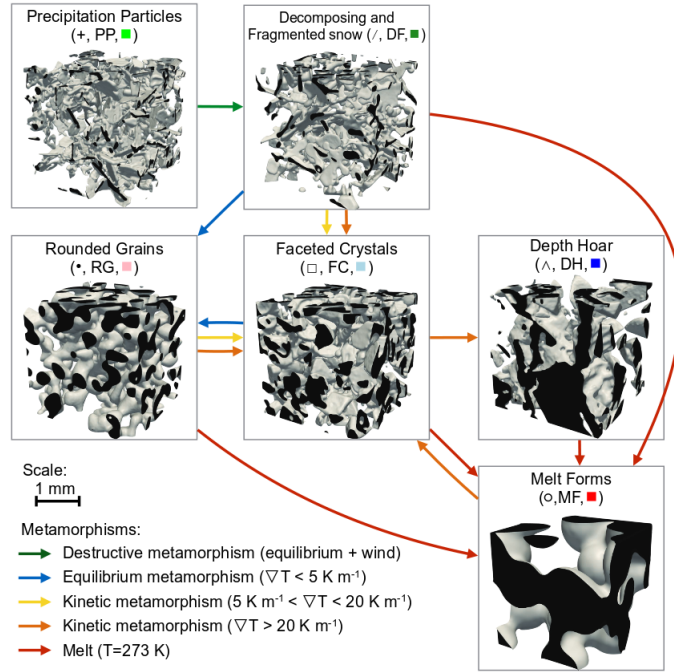 Precipitation Particles
(+, PP, ■)
Decomposing and
Fragmented snow (∕, DF, ■)
Rounded Grains
(•, RG, ■)
Faceted Crystals
(□, FC, ■)
Depth Hoar
(∧, DH, ■)
Melt Forms
(○,MF, ■)
Scale:
1 mm
Metamorphisms:
Destructive metamorphism (equilibrium + wind)
Equilibrium metamorphism (▽T < 5 K m⁻¹)
Kinetic metamorphism (5 K m⁻¹ < ▽T < 20 K m⁻¹)
Kinetic metamorphism (▽T > 20 K m⁻¹)
Melt (T=273 K)